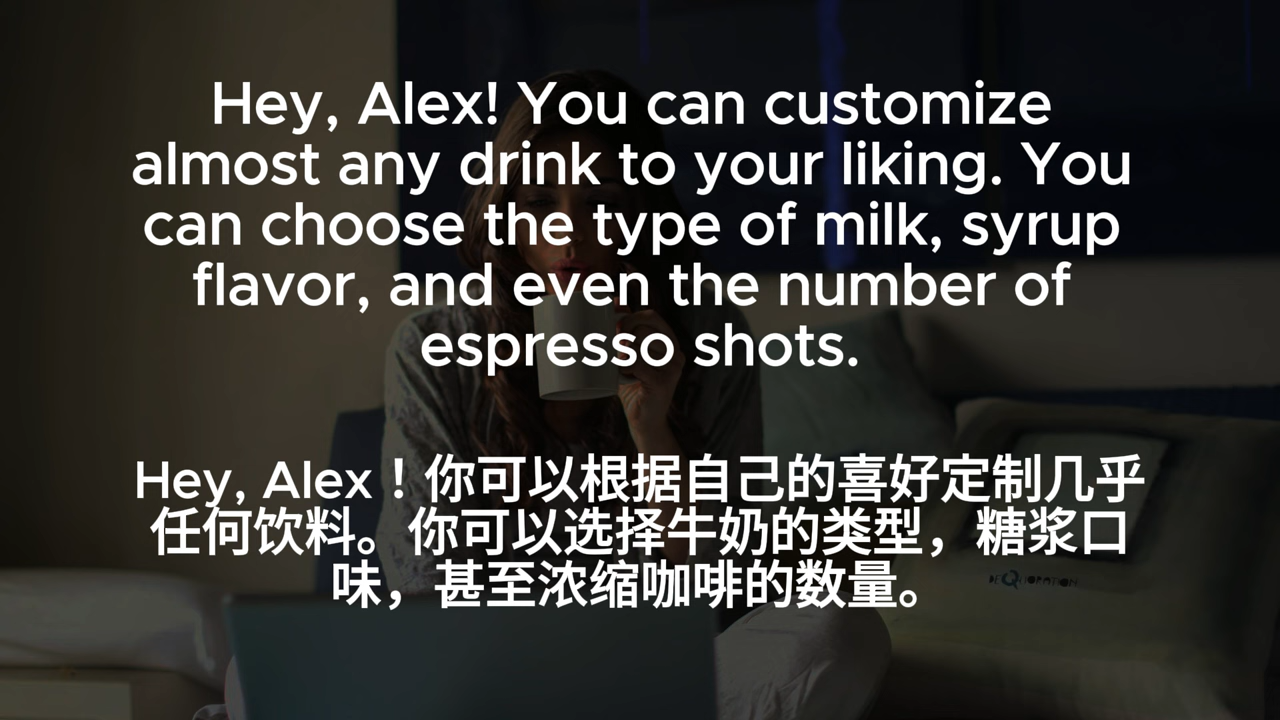 Hey, Alex! You can customize
almost any drink to your liking. You
can choose the type of milk, syrup
flavor, and even the number of
espresso shots.
Hey, Alex！你可以根据自己的喜好定制几乎
任何饮料。你可以选择牛奶的类型，糖浆口
味，甚至浓缩咖啡的数量。